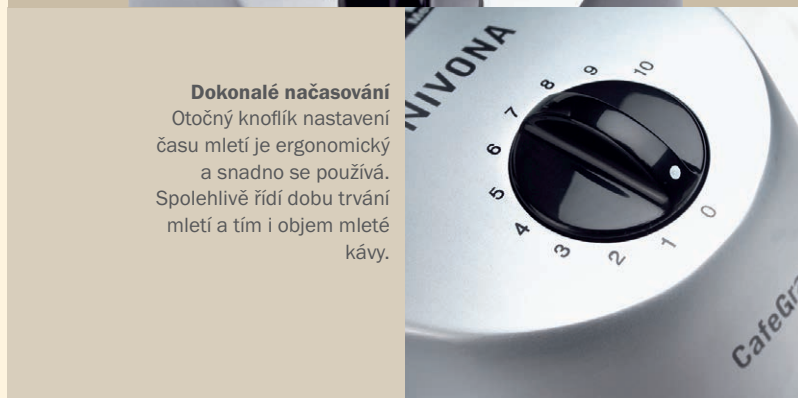 Dokonalé načasování
Otočný knoflík nastavení
času mletí je ergonomický
a snadno se používá.
Spolehlivě řídí dobu trvání
mletí a tím i objem mleté
kávy.
NIVONA
10
9
8
7
6
5
4
3
2
1
0